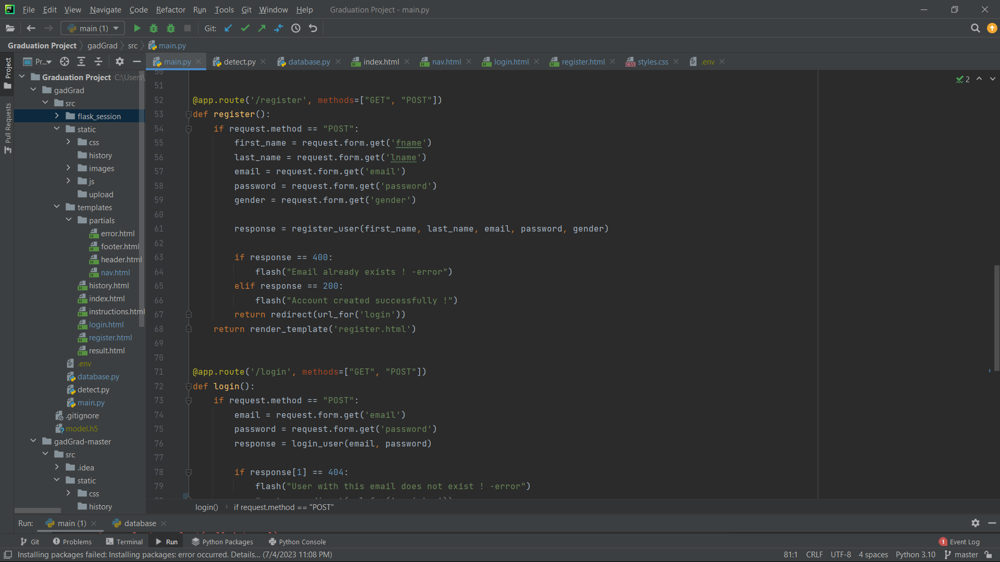 File Edit View Navigate Code Refactor Run Tools Git Window Help Graduation Project - main.py
main (1) Git:
Graduation Project gadGrad src main.py
Pr... main.py detect.py database.py index.html nav.html login.html register.html styles.css .env
Project
Pull Requests
Graduation Project C:\Users\
gadGrad
src
flask_session
static
css
history
images
js
upload
templates
partials
error.html
footer.html
header.html
nav.html
history.html
index.html
instructions.html
login.html
register.html
result.html
.env
database.py
detect.py
main.py
.gitignore
model.h5
gadGrad-master
src
.idea
static
css
history
2
50
51
52 @app.route('/register', methods=["GET", "POST"])
53 def register():
54 if request.method == "POST":
55 first_name = request.form.get('fname')
56 last_name = request.form.get('lname')
57 email = request.form.get('email')
58 password = request.form.get('password')
59 gender = request.form.get('gender')
60
61 response = register_user(first_name, last_name, email, password, gender)
62
63 if response == 400:
64 flash("Email already exists ! -error")
65 elif response == 200:
66 flash("Account created successfully !")
67 return redirect(url_for('login'))
68 return render_template('register.html')
69
70
71 @app.route('/login', methods=["GET", "POST"])
72 def login():
73 if request.method == "POST":
74 email = request.form.get('email')
75 password = request.form.get('password')
76 response = login_user(email, password)
77
78 if response[1] == 404:
79 flash("User with this email does not exist ! -error")
login() if request.method == "POST"
Run: main (1) database
Git Problems Terminal Run Python Packages Python Console 1 Event Log
Installing packages failed: Installing packages: error occurred. Details... (7/4/2023 11:08 PM) 81:1 CRLF UTF-8 4 spaces Python 3.10 master